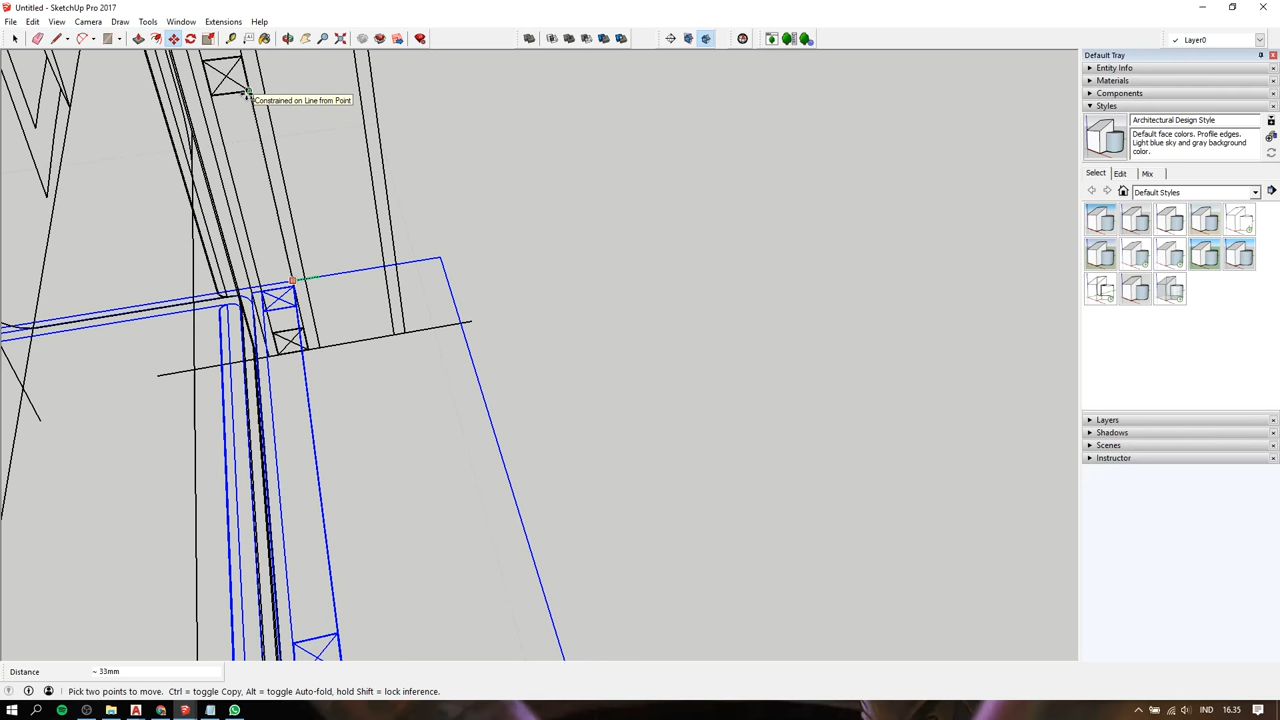 Untitled - SketchUp Pro 2017
File Edit View Camera Draw Tools Window Extensions Help
Layer0
Default Tray
Entity Info
Materials
Components
Styles
Architectural Design Style
Default face colors. Profile edges.
Light blue sky and gray background
color.
Select Edit Mix
Default Styles
Constrained on Line from Point
Layers
Shadows
Scenes
Instructor
Distance ~ 33mm
Pick two points to move. Ctrl = toggle Copy, Alt = toggle Auto-fold, hold Shift = lock inference.
IND 16.35